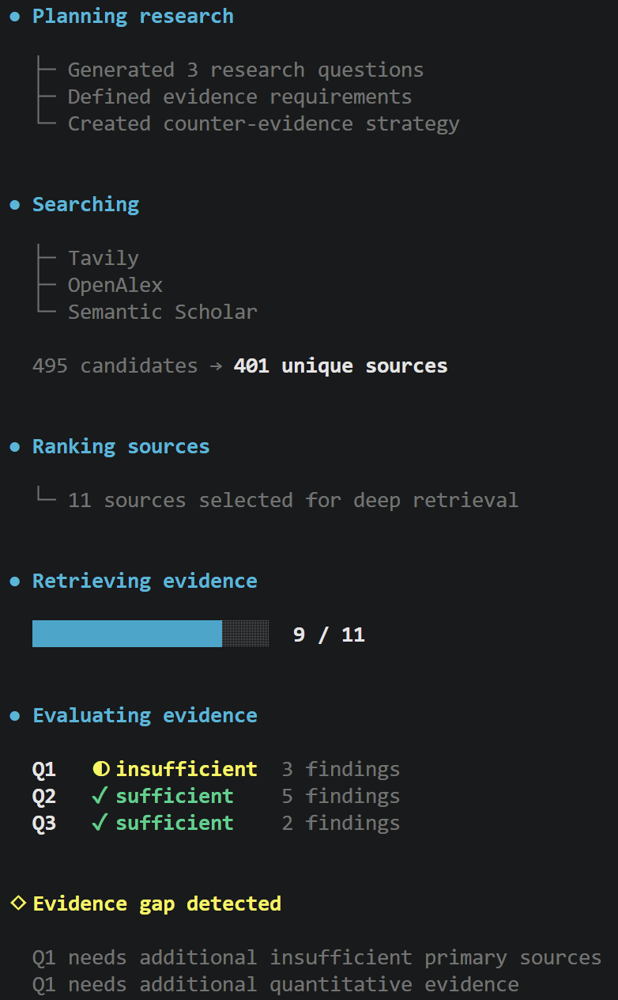 ● Planning research
├─ Generated 3 research questions
├─ Defined evidence requirements
└─ Created counter-evidence strategy
● Searching
├─ Tavily
├─ OpenAlex
└─ Semantic Scholar
495 candidates → 401 unique sources
● Ranking sources
└─ 11 sources selected for deep retrieval
● Retrieving evidence
9 / 11
● Evaluating evidence
Q1 ◐ insufficient 3 findings
Q2 ✓ sufficient 5 findings
Q3 ✓ sufficient 2 findings
◇ Evidence gap detected
Q1 needs additional insufficient primary sources
Q1 needs additional quantitative evidence